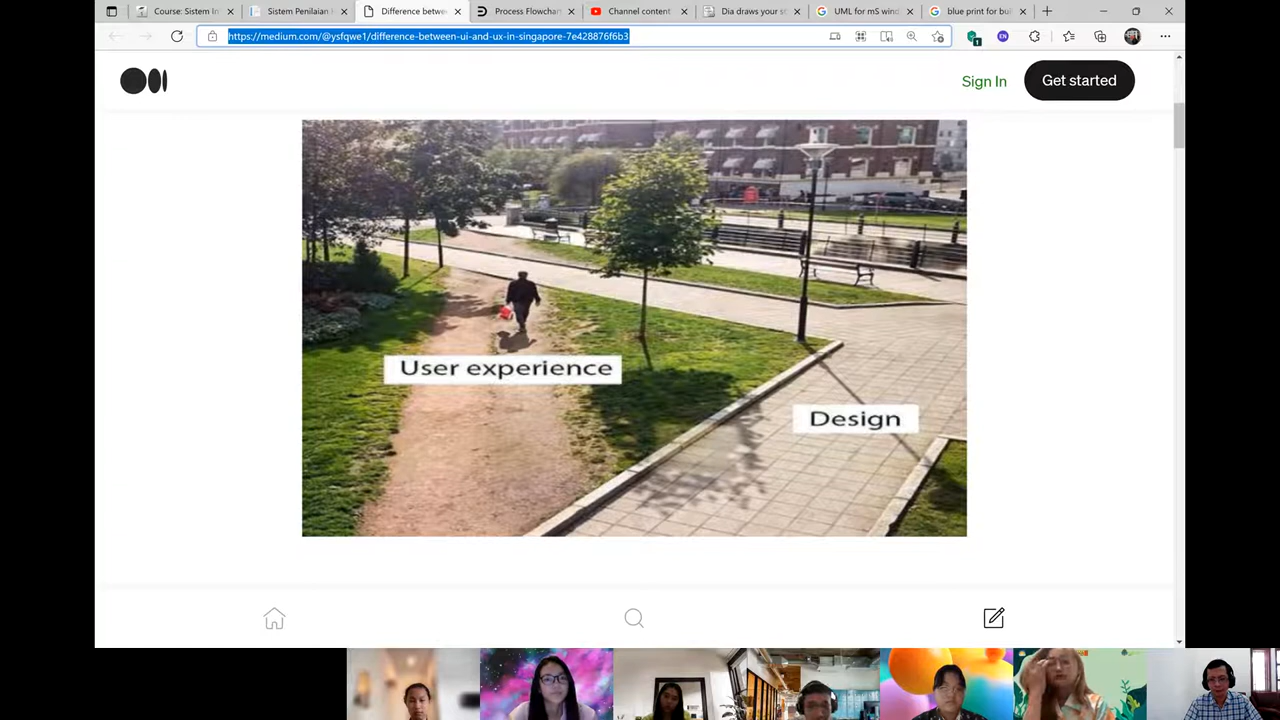 Course: Sistem In
Sistem Penilaian
Difference betwe
Process Flowchar
Channel content
Dia draws your s
UML for mS wind
blue print for bui
https://medium.com/@ysfqwe1/difference-between-ui-and-ux-in-singapore-7e428876f6b3
Sign In
Get started
User experience
Design